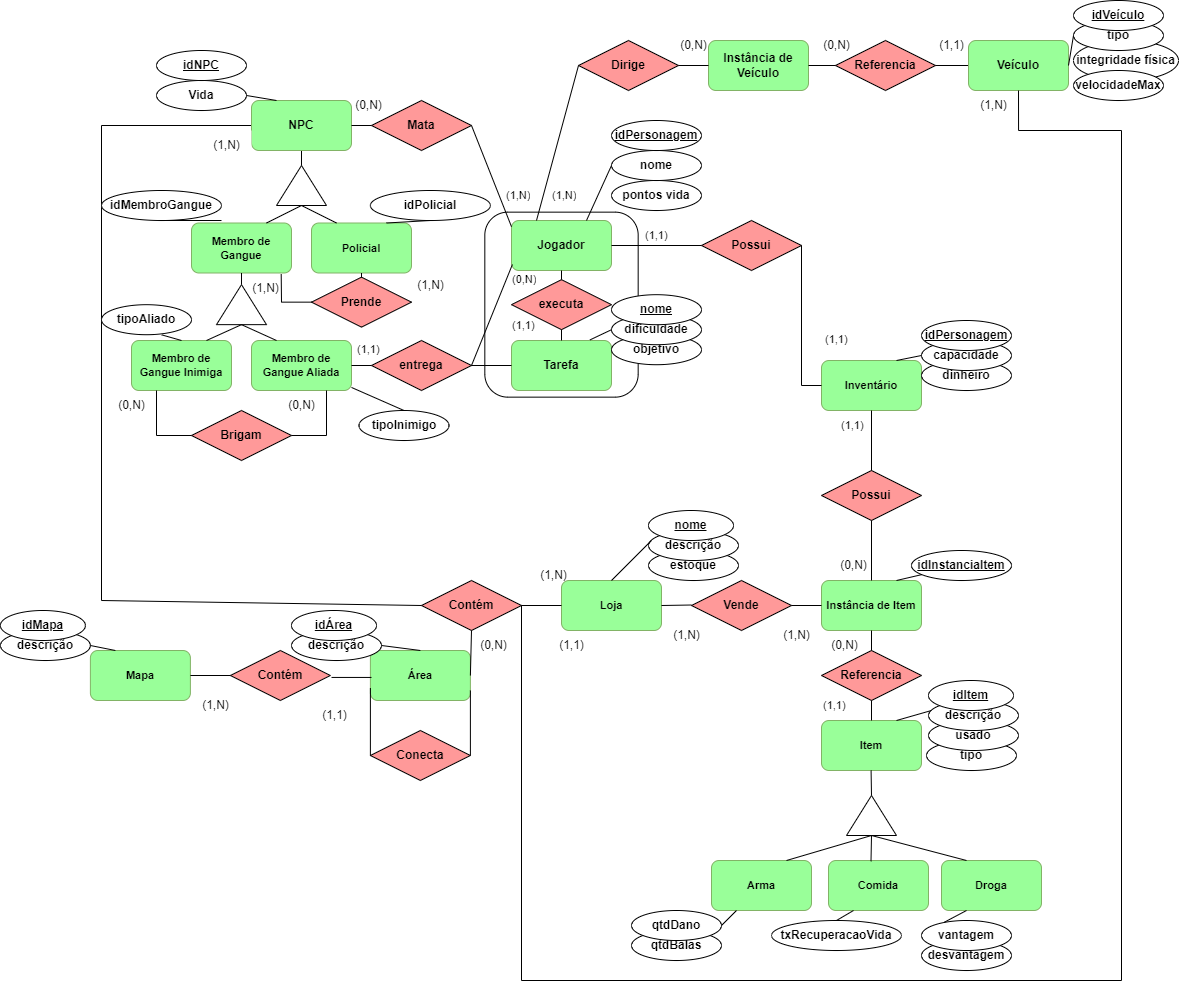 idVeículo
tipo
integridade física
velocidadeMax
(0,N)
(0,N)
(1,1)
Dirige
Instância de
Veículo
Referencia
Veículo
(1,N)
idNPC
Vida
(0,N)
NPC
Mata
(1,N)
idPersonagem
nome
pontos vida
(1,N)
(1,N)
idMembroGangue
idPolicial
Membro de
Gangue
Policial
Jogador
(1,1)
Possui
(1,N)
(1,N)
(0,N)
Prende
executa
nome
dificuldade
objetivo
(1,1)
tipoAliado
idPersonagem
capacidade
dinheiro
(1,1)
Membro de
Gangue Inimiga
Membro de
Gangue Aliada
(1,1)
entrega
Tarefa
Inventário
(0,N)
(0,N)
tipoInimigo
(1,1)
Brigam
Possui
nome
descrição
estoque
(0,N)
idInstanciaItem
(1,N)
Contém
Loja
Vende
Instância de Item
idMapa
descrição
idÁrea
descrição
(0,N)
(1,1)
(1,N)
(1,N)
(0,N)
Mapa
Contém
Área
Referencia
(1,N)
(1,1)
(1,1)
idItem
descrição
usado
tipo
Conecta
Item
Arma
Comida
Droga
qtdDano
qtdBalas
txRecuperacaoVida
vantagem
desvantagem